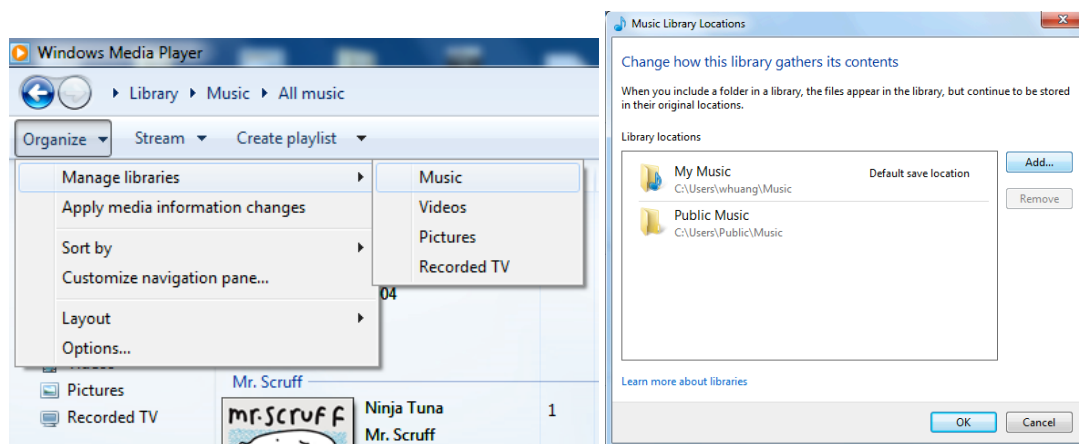 Windows Media Player
Library Music All music
Organize Stream Create playlist
Manage libraries
Apply media information changes
Sort by
Customize navigation pane...
Layout
Options...
Music
Videos
Pictures
Recorded TV
04
Videos
Pictures
Recorded TV
Mr. Scruff
mr.scruff
Ninja Tuna
1
Mr. Scruff
Music Library Locations
Change how this library gathers its contents
When you include a folder in a library, the files appear in the library, but continue to be stored
in their original locations.
Library locations
My Music Default save location
C:\Users\whuang\Music
Public Music
C:\Users\Public\Music
Add...
Remove
Learn more about libraries
OK Cancel